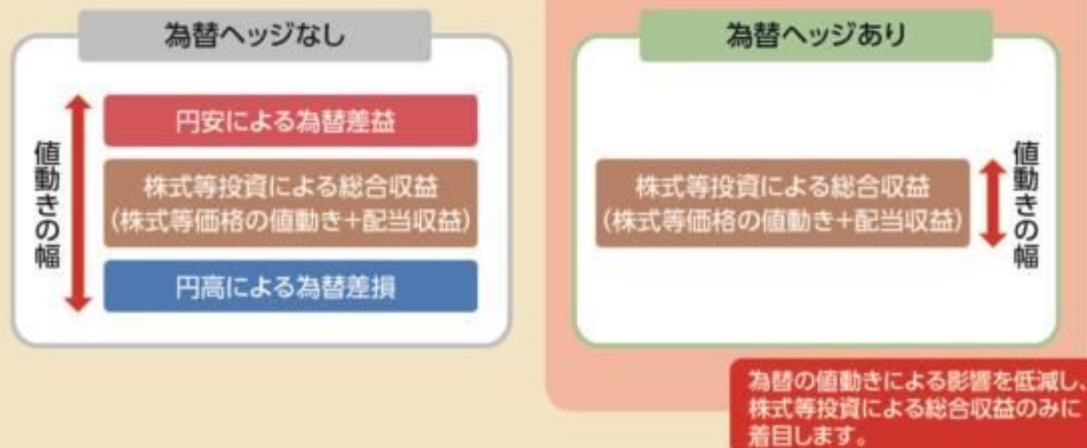 為替ヘッジなし
値動きの幅
円安による為替差益
株式等投資による総合収益
(株式等価格の値動き+配当収益)
円高による為替差損
為替ヘッジあり
株式等投資による総合収益
(株式等価格の値動き+配当収益)
値動きの幅
為替の値動きによる影響を低減し、
株式等投資による総合収益のみに
着目します。